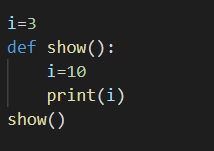 i=3
def show():
    i=10
    print(i)
show()